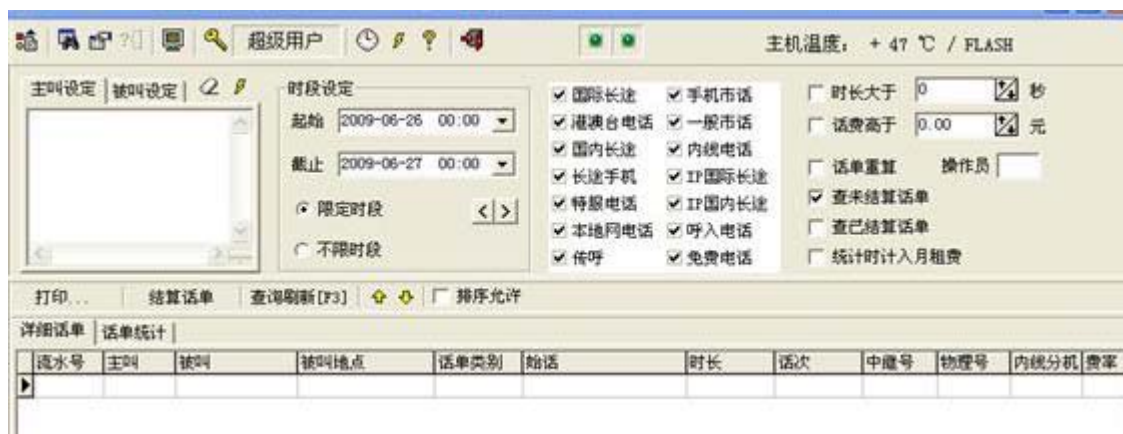 超级用户 主机温度: + 47 ℃ / FLASH
主叫设定 被叫设定
时段设定
起始 2009-06-26 00:00
截止 2009-06-27 00:00
限定时段 < >
不限时段
国际长途 手机市话
港澳台电话 一般市话
国内长途 内线电话
长途手机 IP国际长途
特服电话 IP国内长途
本地网电话 呼入电话
传呼 免费电话
时长大于 0 秒
话费高于 0.00 元
话单重算 操作员
查未结算话单
查已结算话单
统计时计入月租费
打印... 结算话单 查询刷新[F3] 排序允许
详细话单 话单统计
流水号 主叫 被叫 被叫地点 话单类别 始话 时长 话次 中继号 物理号 内线分机 费率